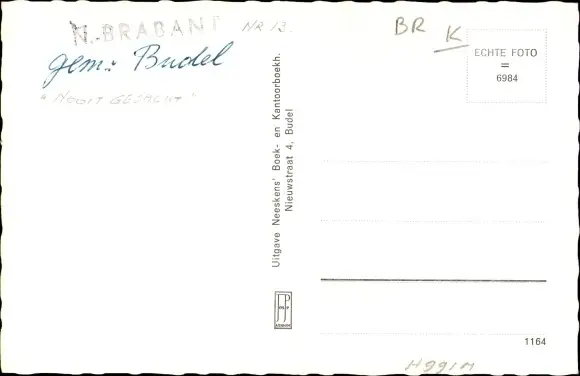 N.-BRABANT NR 13.
gem: Budel
"NOOIT GEDACHT"
BR K
ECHTE FOTO
=
6984
Uitgave Neeskens' Boek- en Kantoorboekh.
Nieuwstraat 4, Budel
1164